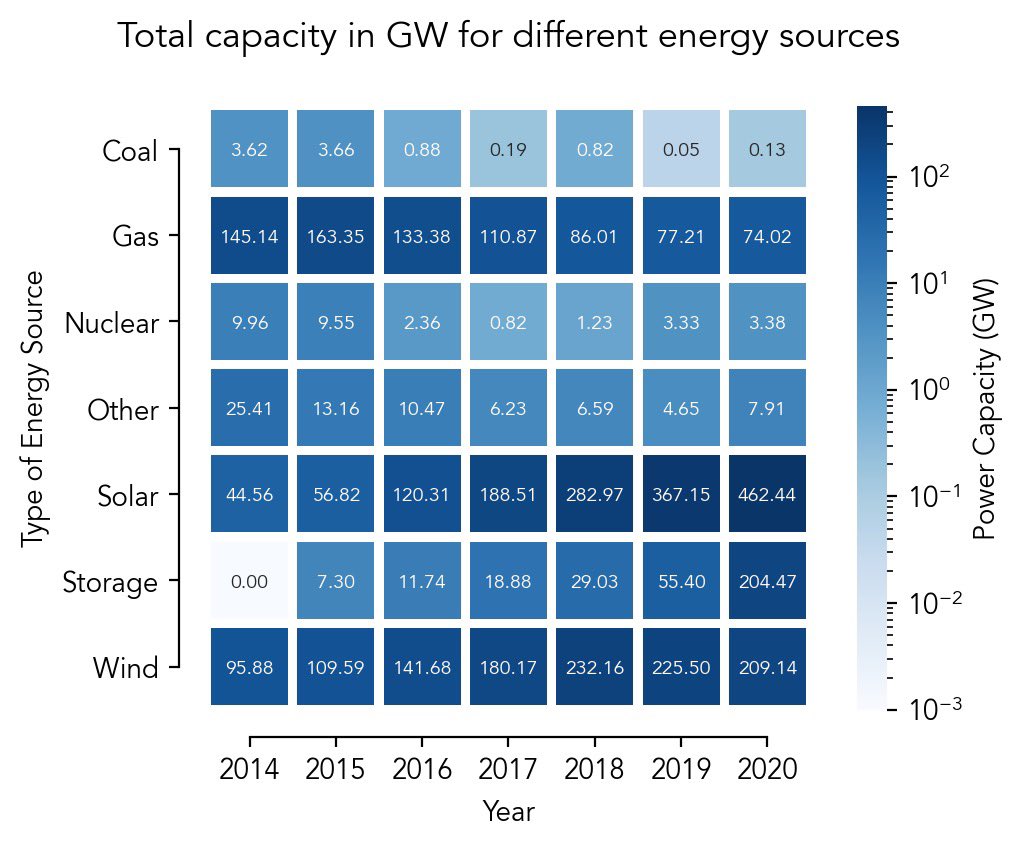 Total capacity in GW for different energy sources
Type of Energy Source
Coal 3.62 3.66 0.88 0.19 0.82 0.05 0.13
Gas 145.14 163.35 133.38 110.87 86.01 77.21 74.02
Nuclear 9.96 9.55 2.36 0.82 1.23 3.33 3.38
Other 25.41 13.16 10.47 6.23 6.59 4.65 7.91
Solar 44.56 56.82 120.31 188.51 282.97 367.15 462.44
Storage 0.00 7.30 11.74 18.88 29.03 55.40 204.47
Wind 95.88 109.59 141.68 180.17 232.16 225.50 209.14
2014 2015 2016 2017 2018 2019 2020
Year
10²
10¹
10⁰
10⁻¹
10⁻²
10⁻³
Power Capacity (GW)